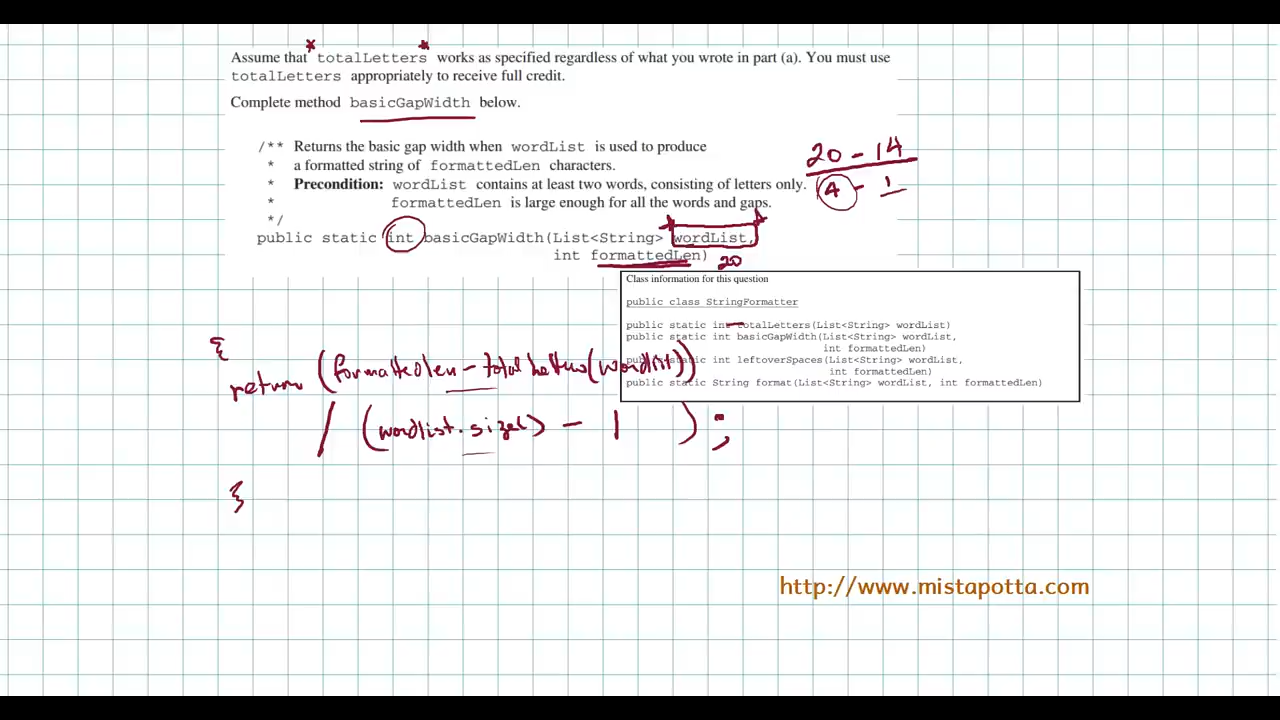 Assume that * totalLetters * works as specified regardless of what you wrote in part (a). You must use
totalLetters appropriately to receive full credit.
Complete method basicGapWidth below.
/** Returns the basic gap width when wordList is used to produce
* a formatted string of formattedLen characters.
* Precondition: wordList contains at least two words, consisting of letters only.
* formattedLen is large enough for all the words and gaps.
*/
public static int basicGapWidth(List<String> wordList,
int formattedLen)
20
20 - 14
4 - 1
Class information for this question
public class StringFormatter
public static int totalLetters(List<String> wordList)
public static int basicGapWidth(List<String> wordList,
int formattedLen)
public static int leftoverSpaces(List<String> wordList,
int formattedLen)
public static String format(List<String> wordList, int formattedLen)
{
return (formattedlen - totalLetters(wordlist))
/ (wordlist.size() - 1 ) ;
}
http://www.mistapotta.com